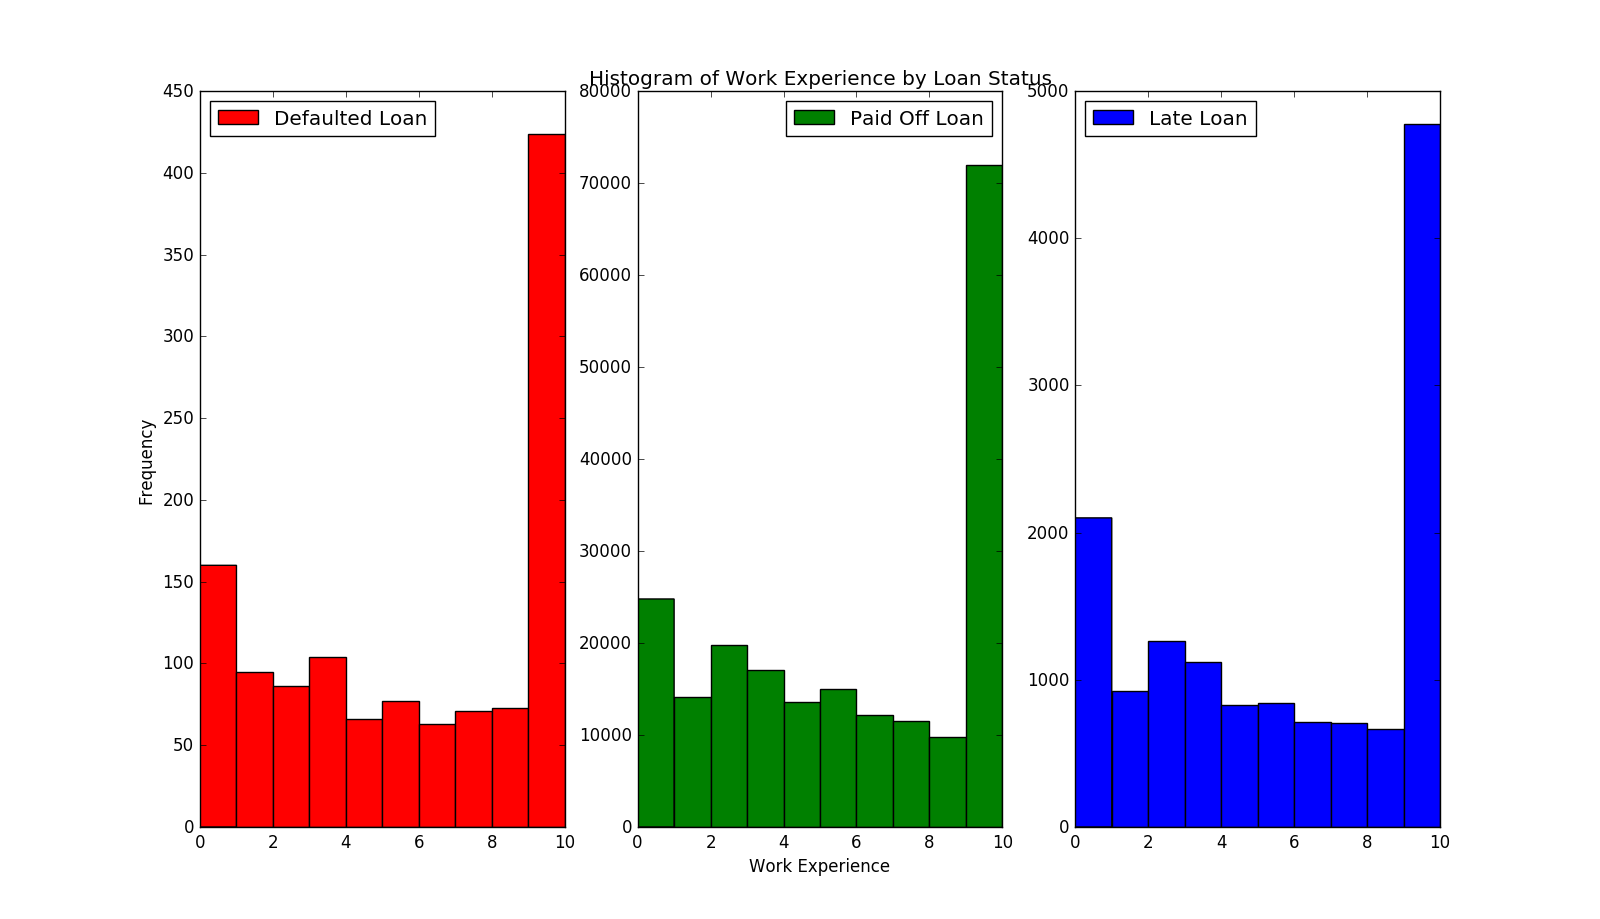 Histogram of Work Experience by Loan Status
Defaulted Loan
450
400
350
300
250
200
150
100
50
0
0 2 4 6 8 10
Frequency
Paid Off Loan
80000
70000
60000
50000
40000
30000
20000
10000
0
0 2 4 6 8 10
Work Experience
Late Loan
5000
4000
3000
2000
1000
0
0 2 4 6 8 10